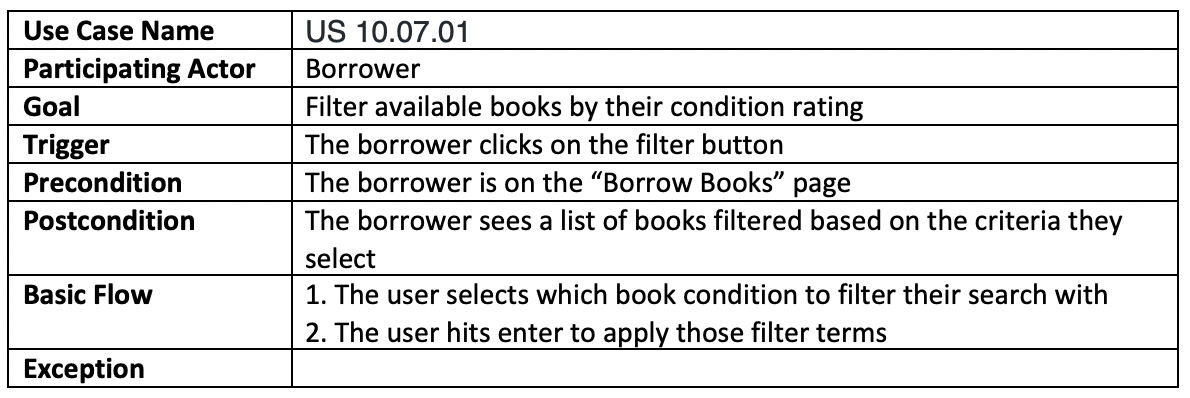 Use Case Name US 10.07.01
Participating Actor Borrower
Goal Filter available books by their condition rating
Trigger The borrower clicks on the filter button
Precondition The borrower is on the “Borrow Books” page
Postcondition The borrower sees a list of books filtered based on the criteria they
select
Basic Flow 1. The user selects which book condition to filter their search with
2. The user hits enter to apply those filter terms
Exception